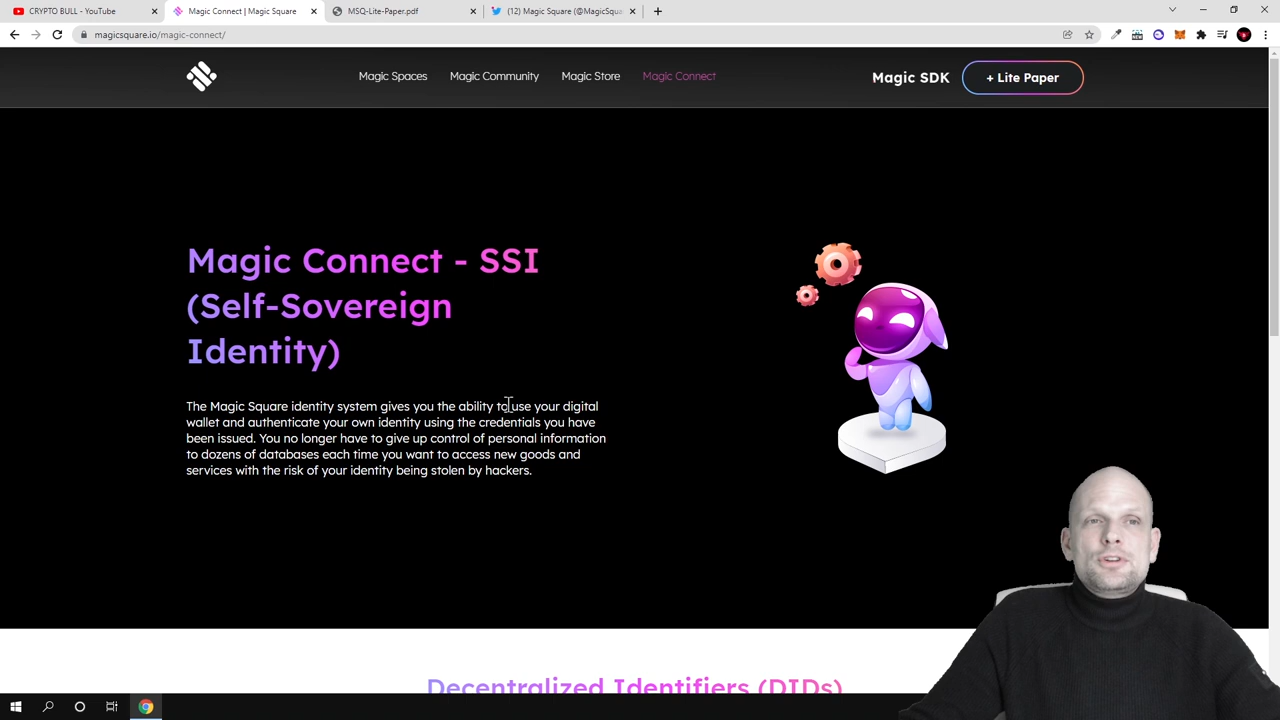 CRYPTO BULL - YouTube
Magic Connect | Magic Square
MSQ-Lite-Paper.pdf
(12) Magic Square (@MagicSqua
magicsquare.io/magic-connect/
Magic Spaces
Magic Community
Magic Store
Magic Connect
Magic SDK
+ Lite Paper
Magic Connect - SSI
(Self-Sovereign
Identity)
The Magic Square identity system gives you the ability to use your digital
wallet and authenticate your own identity using the credentials you have
been issued. You no longer have to give up control of personal information
to dozens of databases each time you want to access new goods and
services with the risk of your identity being stolen by hackers.
Decentralized Identifiers (DIDs)